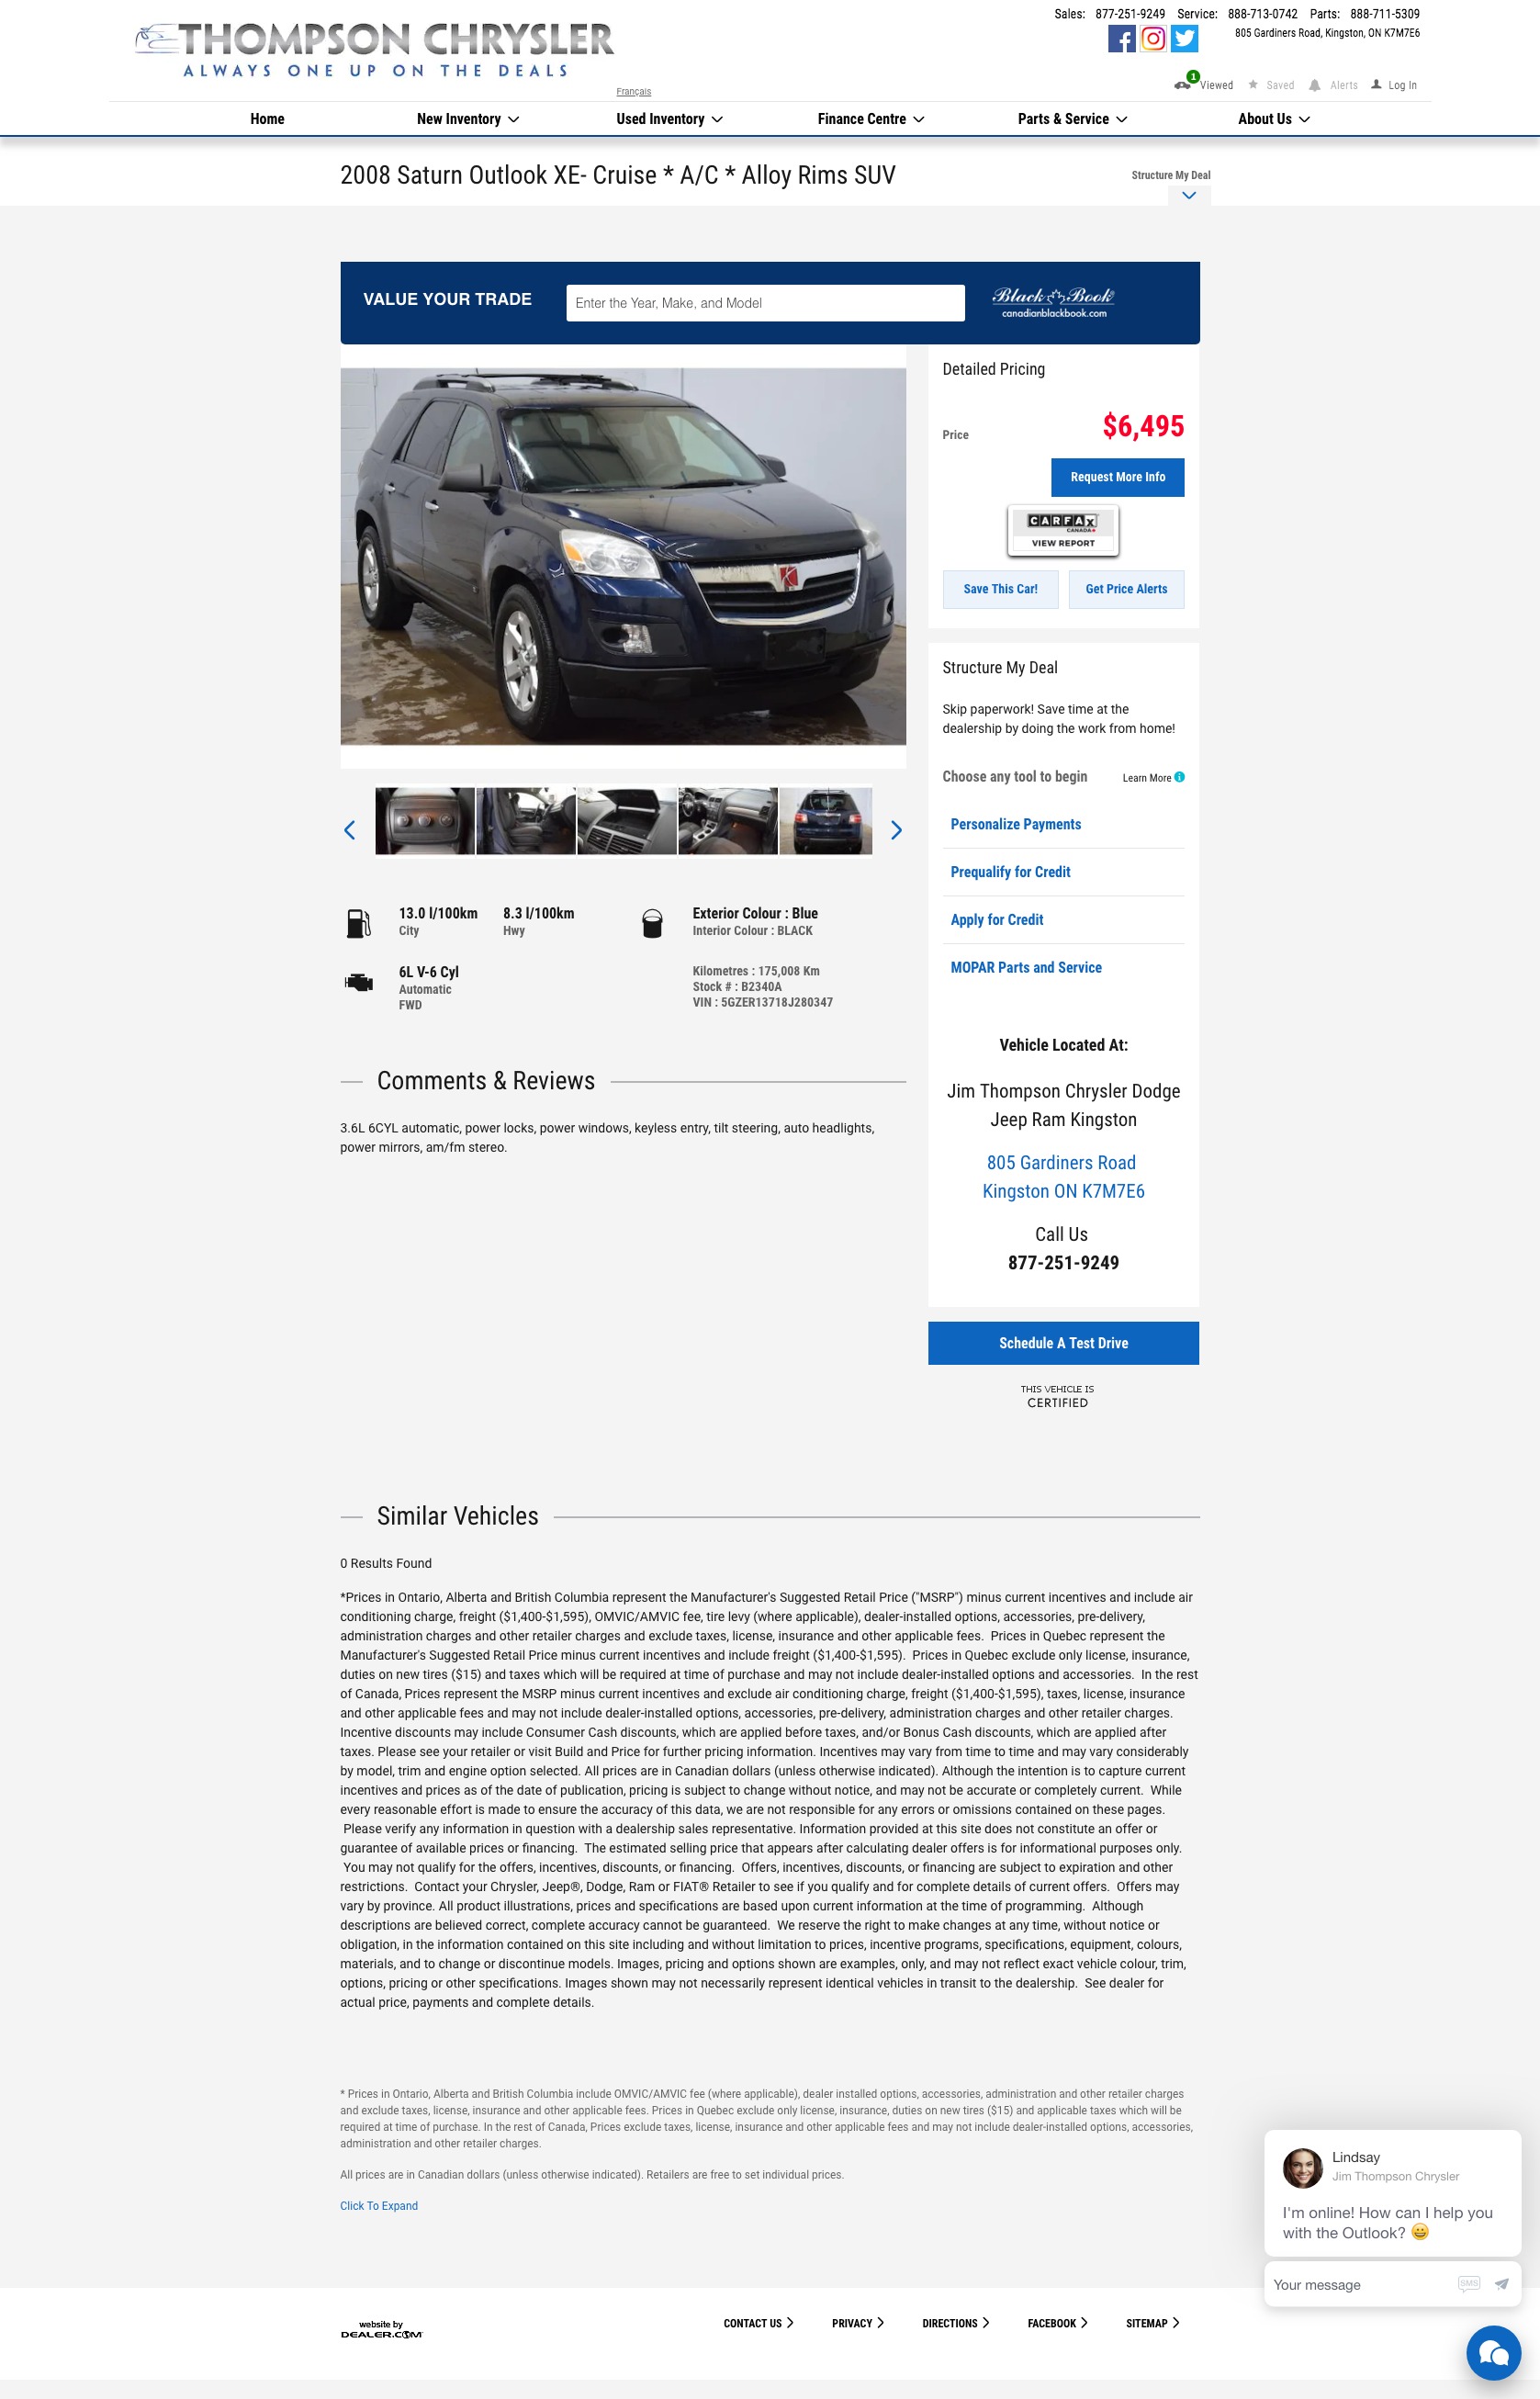 Sales: 877-251-9249 Service: 888-713-0742 Parts: 888-711-5309
805 Gardiners Road, Kingston, ON K7M7E6
THOMPSON CHRYSLER
ALWAYS ONE UP ON THE DEALS
Français
1 Viewed Saved Alerts Log In
Home New Inventory Used Inventory Finance Centre Parts & Service About Us
2008 Saturn Outlook XE- Cruise * A/C * Alloy Rims SUV
Structure My Deal
VALUE YOUR TRADE
Enter the Year, Make, and Model
Black Book
canadianblackbook.com
Detailed Pricing
Price $6,495
Request More Info
CARFAX
CANADA
VIEW REPORT
Save This Car! Get Price Alerts
Structure My Deal
Skip paperwork! Save time at the
dealership by doing the work from home!
Choose any tool to begin Learn More
Personalize Payments
Prequalify for Credit
Apply for Credit
MOPAR Parts and Service
Vehicle Located At:
Jim Thompson Chrysler Dodge
Jeep Ram Kingston
805 Gardiners Road
Kingston ON K7M7E6
Call Us
877-251-9249
Schedule A Test Drive
THIS VEHICLE IS
CERTIFIED
13.0 l/100km 8.3 l/100km
City Hwy
Exterior Colour : Blue
Interior Colour : BLACK
6L V-6 Cyl
Automatic
FWD
Kilometres : 175,008 Km
Stock # : B2340A
VIN : 5GZER13718J280347
Comments & Reviews
3.6L 6CYL automatic, power locks, power windows, keyless entry, tilt steering, auto headlights,
power mirrors, am/fm stereo.
Similar Vehicles
0 Results Found
*Prices in Ontario, Alberta and British Columbia represent the Manufacturer's Suggested Retail Price ("MSRP") minus current incentives and include air
conditioning charge, freight ($1,400-$1,595), OMVIC/AMVIC fee, tire levy (where applicable), dealer-installed options, accessories, pre-delivery,
administration charges and other retailer charges and exclude taxes, license, insurance and other applicable fees. Prices in Quebec represent the
Manufacturer's Suggested Retail Price minus current incentives and include freight ($1,400-$1,595). Prices in Quebec exclude only license, insurance,
duties on new tires ($15) and taxes which will be required at time of purchase and may not include dealer-installed options and accessories. In the rest
of Canada, Prices represent the MSRP minus current incentives and exclude air conditioning charge, freight ($1,400-$1,595), taxes, license, insurance
and other applicable fees and may not include dealer-installed options, accessories, pre-delivery, administration charges and other retailer charges.
Incentive discounts may include Consumer Cash discounts, which are applied before taxes, and/or Bonus Cash discounts, which are applied after
taxes. Please see your retailer or visit Build and Price for further pricing information. Incentives may vary from time to time and may vary considerably
by model, trim and engine option selected. All prices are in Canadian dollars (unless otherwise indicated). Although the intention is to capture current
incentives and prices as of the date of publication, pricing is subject to change without notice, and may not be accurate or completely current. While
every reasonable effort is made to ensure the accuracy of this data, we are not responsible for any errors or omissions contained on these pages.
Please verify any information in question with a dealership sales representative. Information provided at this site does not constitute an offer or
guarantee of available prices or financing. The estimated selling price that appears after calculating dealer offers is for informational purposes only.
You may not qualify for the offers, incentives, discounts, or financing. Offers, incentives, discounts, or financing are subject to expiration and other
restrictions. Contact your Chrysler, Jeep®, Dodge, Ram or FIAT® Retailer to see if you qualify and for complete details of current offers. Offers may
vary by province. All product illustrations, prices and specifications are based upon current information at the time of programming. Although
descriptions are believed correct, complete accuracy cannot be guaranteed. We reserve the right to make changes at any time, without notice or
obligation, in the information contained on this site including and without limitation to prices, incentive programs, specifications, equipment, colours,
materials, and to change or discontinue models. Images, pricing and options shown are examples, only, and may not reflect exact vehicle colour, trim,
options, pricing or other specifications. Images shown may not necessarily represent identical vehicles in transit to the dealership. See dealer for
actual price, payments and complete details.
* Prices in Ontario, Alberta and British Columbia include OMVIC/AMVIC fee (where applicable), dealer installed options, accessories, administration and other retailer charges
and exclude taxes, license, insurance and other applicable fees. Prices in Quebec exclude only license, insurance, duties on new tires ($15) and applicable taxes which will be
required at time of purchase. In the rest of Canada, Prices exclude taxes, license, insurance and other applicable fees and may not include dealer-installed options, accessories,
administration and other retailer charges.
All prices are in Canadian dollars (unless otherwise indicated). Retailers are free to set individual prices.
Click To Expand
Lindsay
Jim Thompson Chrysler
I'm online! How can I help you
with the Outlook? 😀
Your message SMS
website by
DEALER.COM
CONTACT US PRIVACY DIRECTIONS FACEBOOK SITEMAP